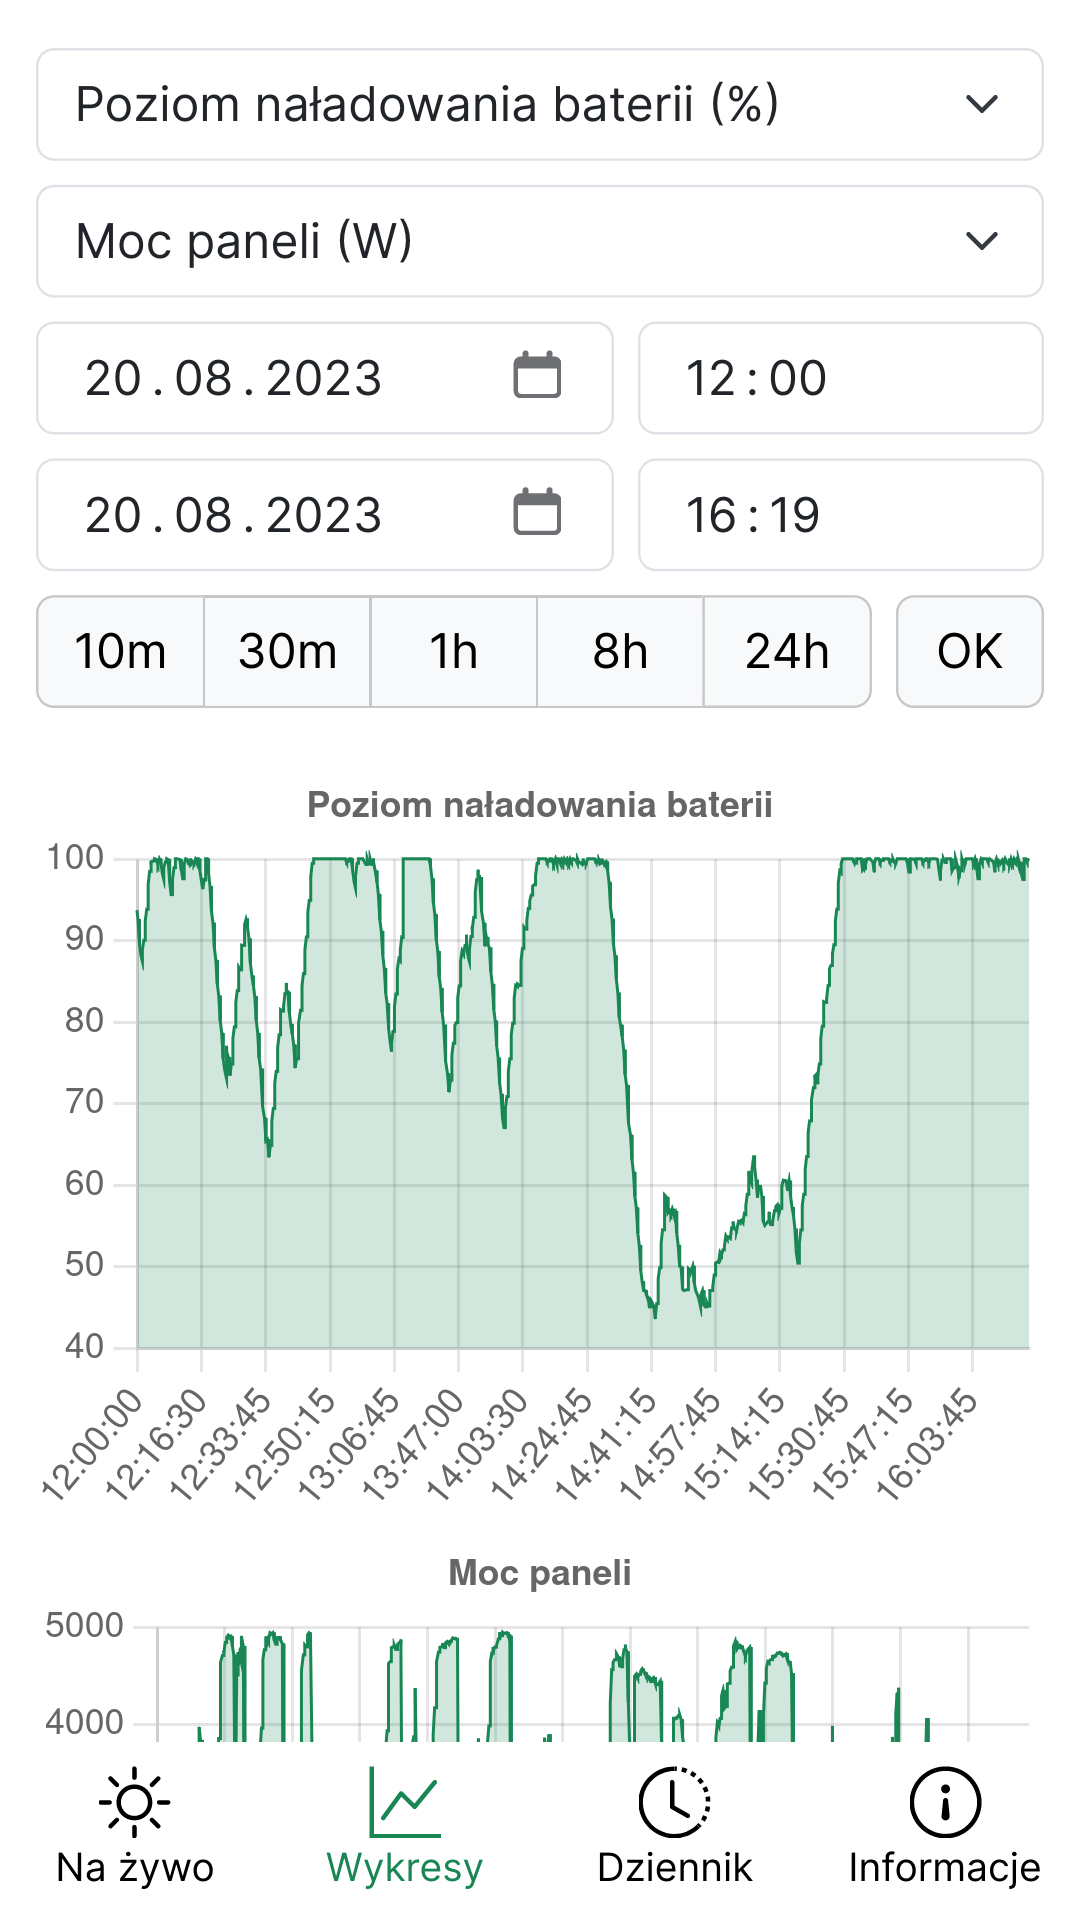 Poziom naładowania baterii (%)
Moc paneli (W)
20.08.2023
12:00
20.08.2023
16:19
10m 30m 1h 8h 24h OK
Poziom naładowania baterii
100
90
80
70
60
50
40
12:00:00 12:16:30 12:33:45 12:50:15 13:06:45 13:47:00 14:03:30 14:24:45 14:41:15 14:57:45 15:14:15 15:30:45 15:47:15 16:03:45
Moc paneli
5000
4000
Na żywo Wykresy Dziennik Informacje